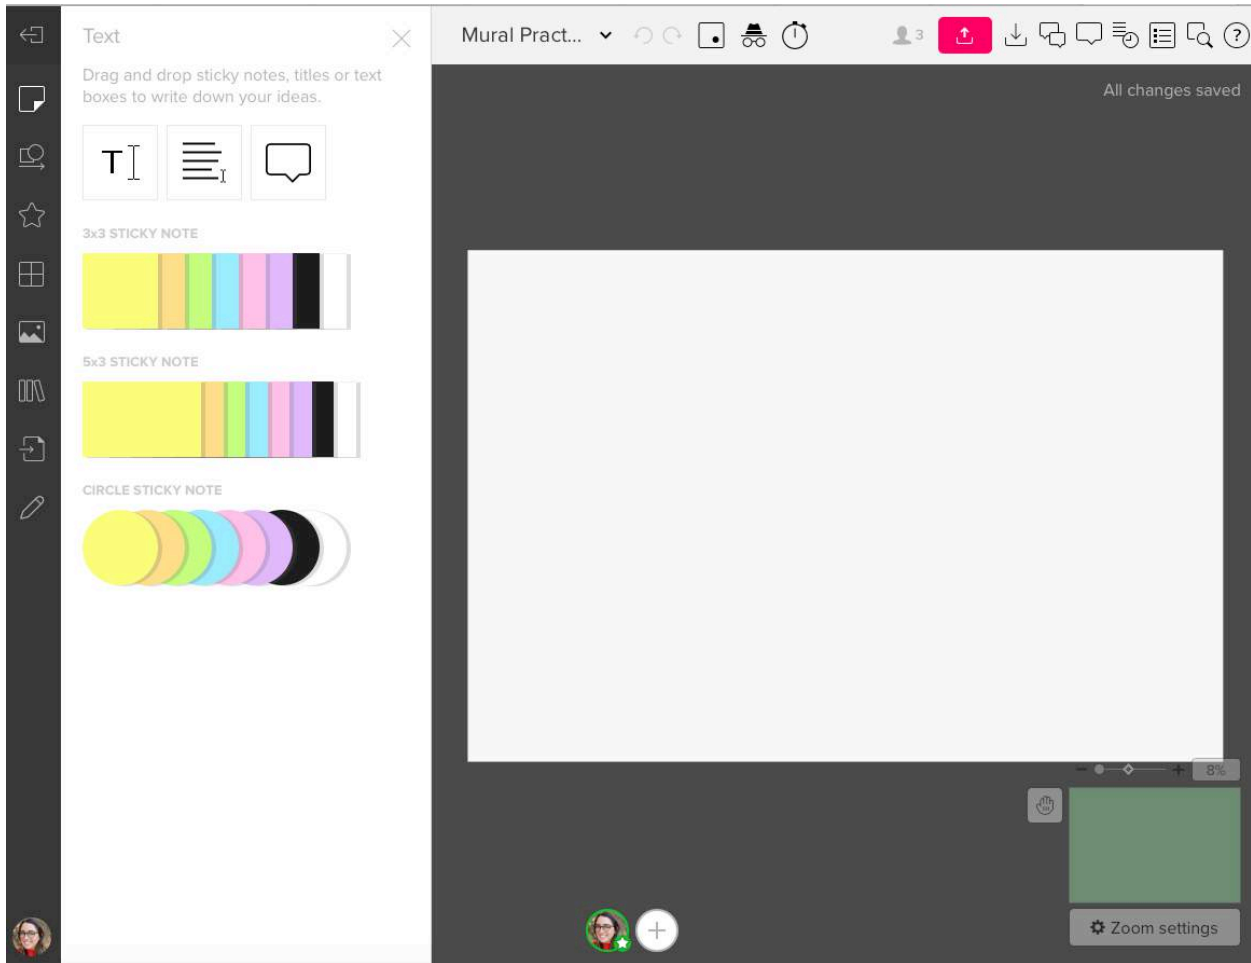 Text
Drag and drop sticky notes, titles or text
boxes to write down your ideas.
T
3x3 STICKY NOTE
5x3 STICKY NOTE
CIRCLE STICKY NOTE
Mural Pract...
3
?
All changes saved
8%
Zoom settings